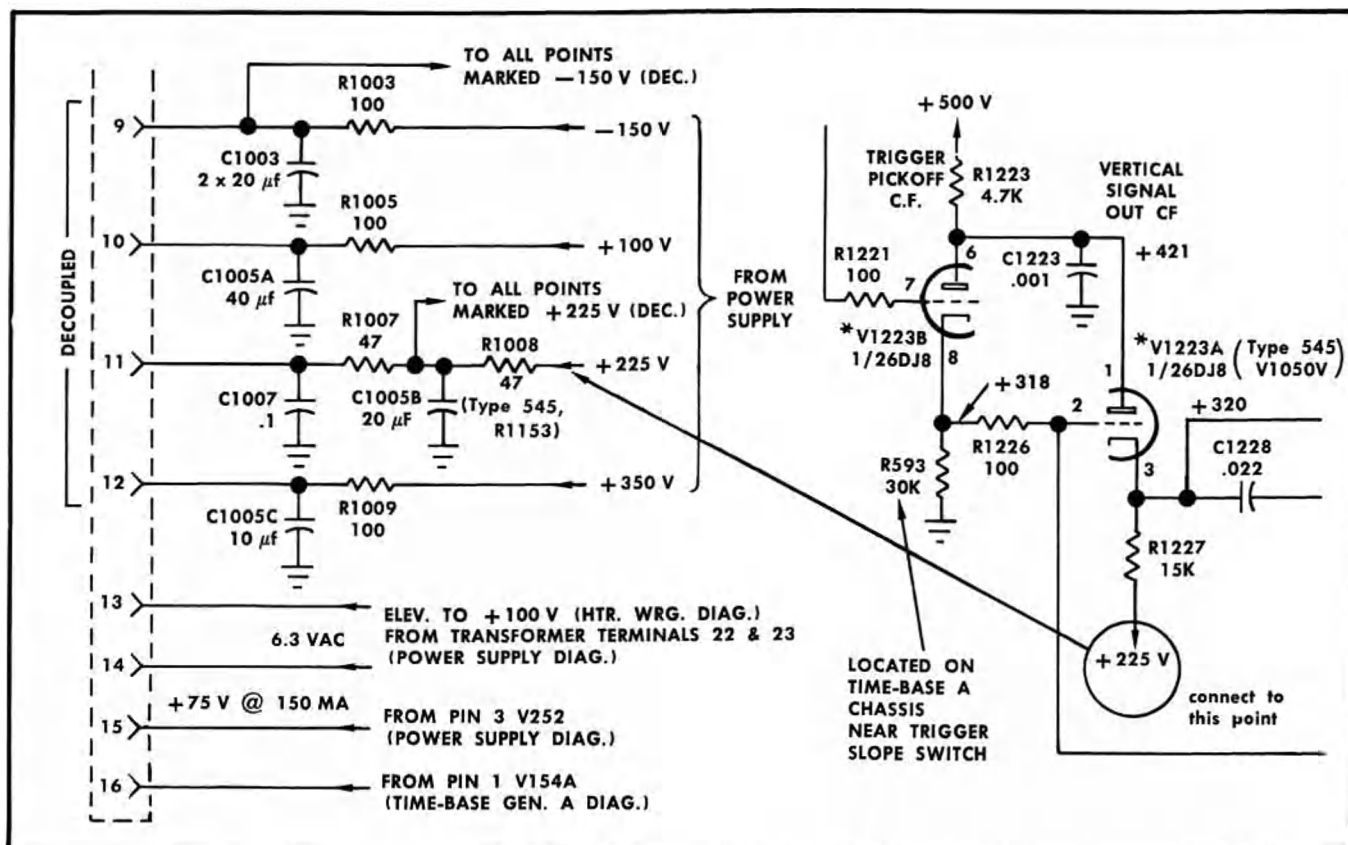 TO ALL POINTS
MARKED —150 V (DEC.)
DECOUPLED
9
R1003
100
— 150 V
C1003
2 x 20 μf
10
R1005
100
+100 V
C1005A
40 μf
TO ALL POINTS
MARKED +225 V (DEC.)
11
R1007
47
R1008
47
+ 225 V
C1007
.1
C1005B
20 μF
(Type 545,
R1153)
12
R1009
100
+350 V
C1005C
10 μf
FROM
POWER
SUPPLY
13
ELEV. TO +100 V (HTR. WRG. DIAG.)
6.3 VAC
FROM TRANSFORMER TERMINALS 22 & 23
(POWER SUPPLY DIAG.)
14
+75 V @ 150 MA
15
FROM PIN 3 V252
(POWER SUPPLY DIAG.)
16
FROM PIN 1 V154A
(TIME-BASE GEN. A DIAG.)
+ 500 V
TRIGGER
PICKOFF
C.F.
R1223
4.7K
VERTICAL
SIGNAL
OUT CF
+421
R1221
100
7
6
8
C1223
.001
*V1223B
1/26DJ8
1
*V1223A
1/26DJ8
(Type 545)
V1050V
+318
2
R1226
100
+320
3
C1228
.022
R593
30K
R1227
15K
+ 225 V
connect to
this point
LOCATED ON
TIME-BASE A
CHASSIS
NEAR TRIGGER
SLOPE SWITCH